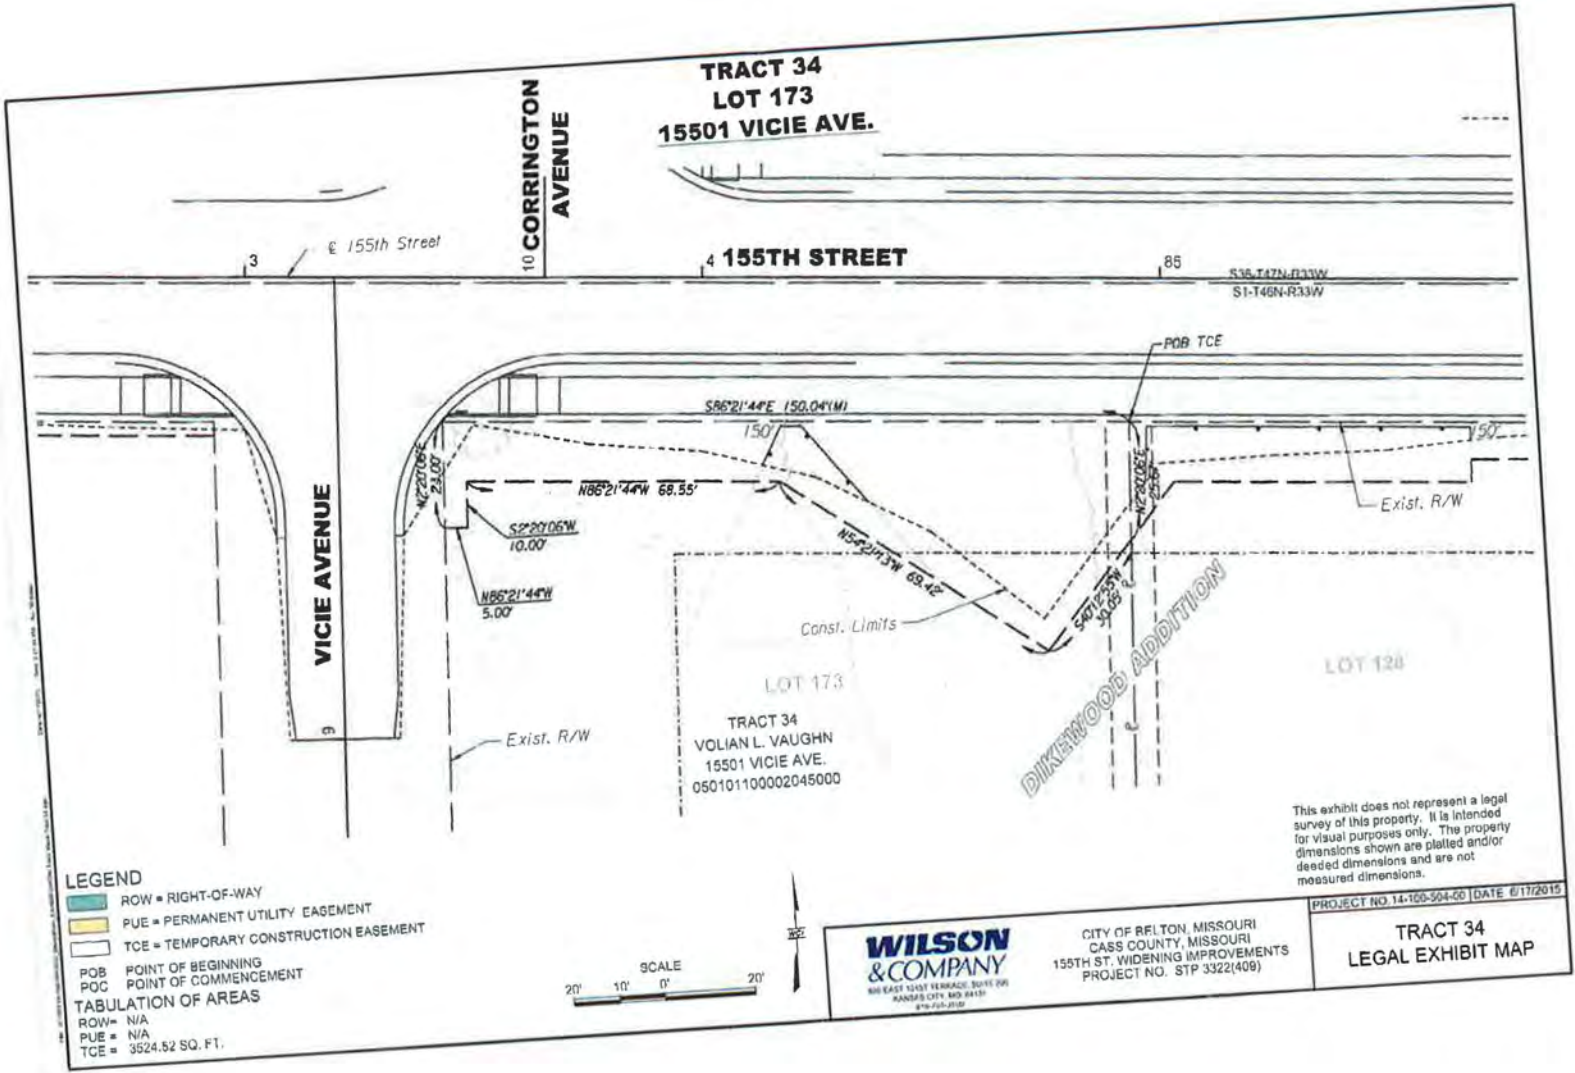 TRACT 34
LOT 173
15501 VICIE AVE.
10 CORRINGTON
AVENUE
℄ 155th Street
3
4
155TH STREET
85
S36-T47N-R33W
S1-T46N-R33W
POB TCE
S86°21'44"E 150.04'(M)
150'
150'
N2°20'06"E
23.00'
N86°21'44"W 68.55'
S2°20'06"W
10.00'
N86°21'44"W
5.00'
N54°21'13"W 69.42'
S40°12'55"W
30.05'
N2°20'06"E
Exist. R/W
VICIE AVENUE
Const. Limits
DIKEWOOD ADDITION
LOT 173
LOT 128
TRACT 34
VOLIAN L. VAUGHN
15501 VICIE AVE.
050101100002045000
Exist. R/W
9
This exhibit does not represent a legal
survey of this property. It is intended
for visual purposes only. The property
dimensions shown are platted and/or
deeded dimensions and are not
measured dimensions.
LEGEND
ROW = RIGHT-OF-WAY
PUE = PERMANENT UTILITY EASEMENT
TCE = TEMPORARY CONSTRUCTION EASEMENT
POB POINT OF BEGINNING
POC POINT OF COMMENCEMENT
TABULATION OF AREAS
ROW= N/A
PUE = N/A
TCE = 3524.52 SQ. FT.
SCALE
20' 10' 0' 20'
WILSON
&COMPANY
KANSAS CITY, MO
CITY OF BELTON, MISSOURI
CASS COUNTY, MISSOURI
155TH ST. WIDENING IMPROVEMENTS
PROJECT NO. STP 3322(409)
PROJECT NO. 14-100-504-00 DATE 6/17/2015
TRACT 34
LEGAL EXHIBIT MAP